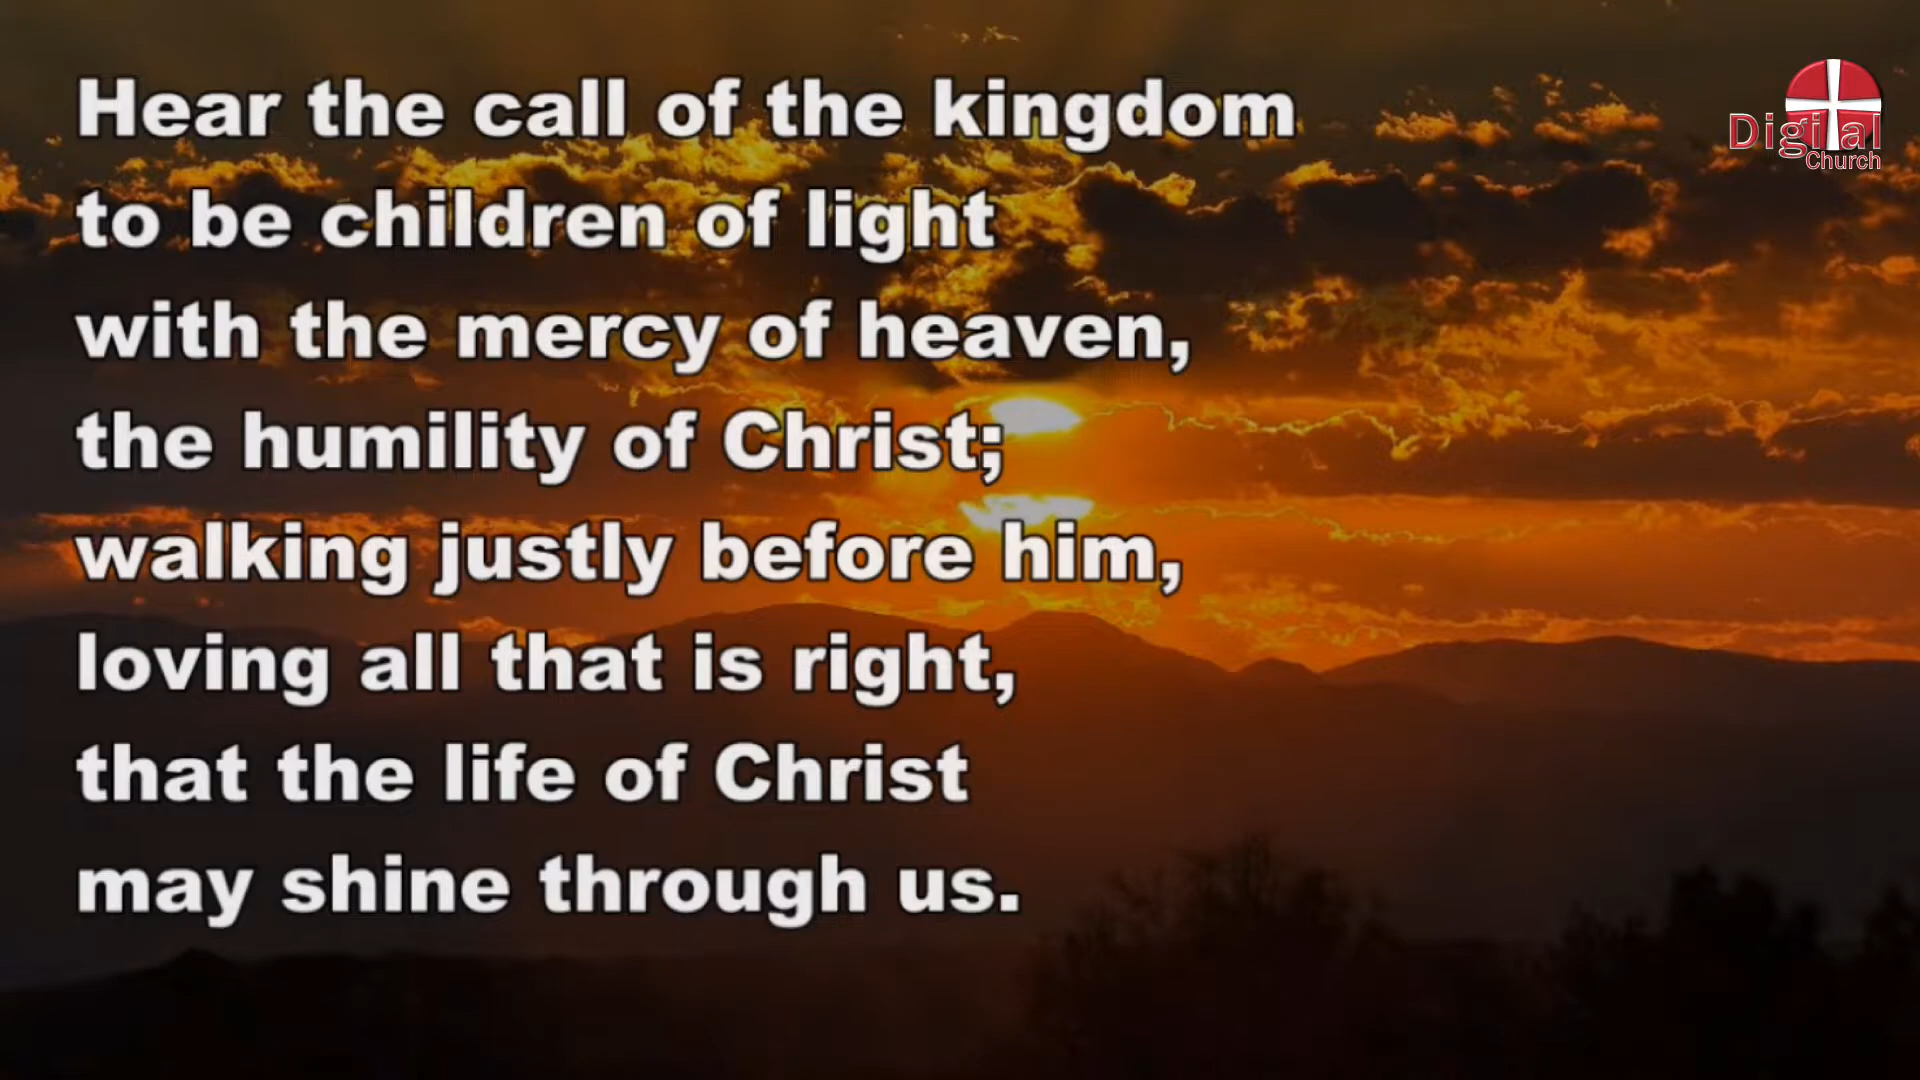 Hear the call of the kingdom
to be children of light
with the mercy of heaven,
the humility of Christ;
walking justly before him,
loving all that is right,
that the life of Christ
may shine through us.
Digital
Church